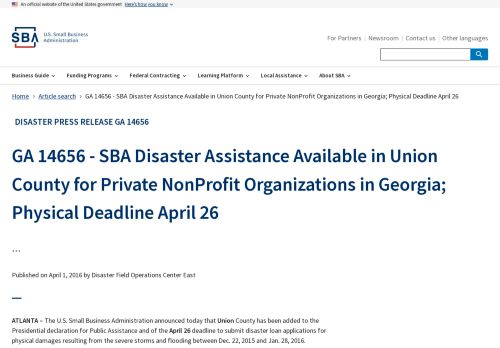 An official website of the United States government Here's how you know
SBA U.S. Small Business
Administration
For Partners Newsroom Contact us Other languages
Business Guide Funding Programs Federal Contracting Learning Platform Local Assistance About SBA
Home Article search GA 14656 - SBA Disaster Assistance Available in Union County for Private NonProfit Organizations in Georgia; Physical Deadline April 26
DISASTER PRESS RELEASE GA 14656
GA 14656 - SBA Disaster Assistance Available in Union
County for Private NonProfit Organizations in Georgia;
Physical Deadline April 26
...
Published on April 1, 2016 by Disaster Field Operations Center East
ATLANTA – The U.S. Small Business Administration announced today that Union County has been added to the
Presidential declaration for Public Assistance and of the April 26 deadline to submit disaster loan applications for
physical damages resulting from the severe storms and flooding between Dec. 22, 2015 and Jan. 28, 2016.